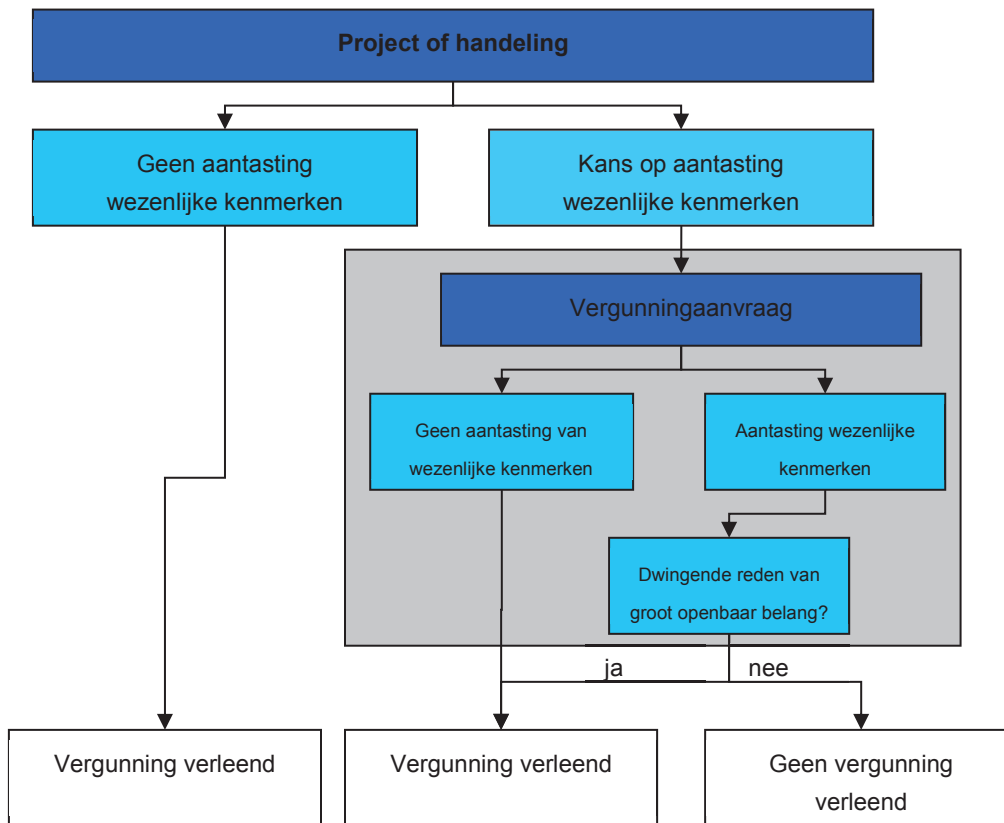 Project of handeling
Geen aantasting
wezenlijke kenmerken
Kans op aantasting
wezenlijke kenmerken
Vergunningaanvraag
Geen aantasting van
wezenlijke kenmerken
Aantasting wezenlijke
kenmerken
Dwingende reden van
groot openbaar belang?
ja
nee
Vergunning verleend
Vergunning verleend
Geen vergunning
verleend